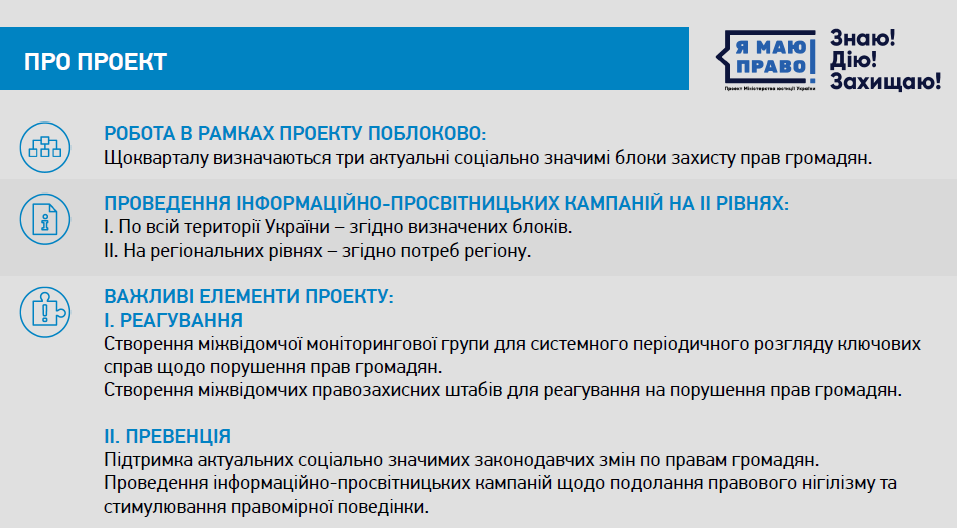 ПРО ПРОЕКТ
Я МАЮ
ПРАВО!
Проект Міністерства юстиції України
Знаю!
Дію!
Захищаю!
РОБОТА В РАМКАХ ПРОЕКТУ ПОБЛОКОВО:
Щокварталу визначаються три актуальні соціально значимі блоки захисту прав громадян.
ПРОВЕДЕННЯ ІНФОРМАЦІЙНО-ПРОСВІТНИЦЬКИХ КАМПАНІЙ НА ІІ РІВНЯХ:
І. По всій території України – згідно визначених блоків.
ІІ. На регіональних рівнях – згідно потреб регіону.
ВАЖЛИВІ ЕЛЕМЕНТИ ПРОЕКТУ:
І. РЕАГУВАННЯ
Створення міжвідомчої моніторингової групи для системного періодичного розгляду ключових
справ щодо порушення прав громадян.
Створення міжвідомчих правозахисних штабів для реагування на порушення прав громадян.
ІІ. ПРЕВЕНЦІЯ
Підтримка актуальних соціально значимих законодавчих змін по правам громадян.
Проведення інформаційно-просвітницьких кампаній щодо подолання правового нігілізму та
стимулювання правомірної поведінки.